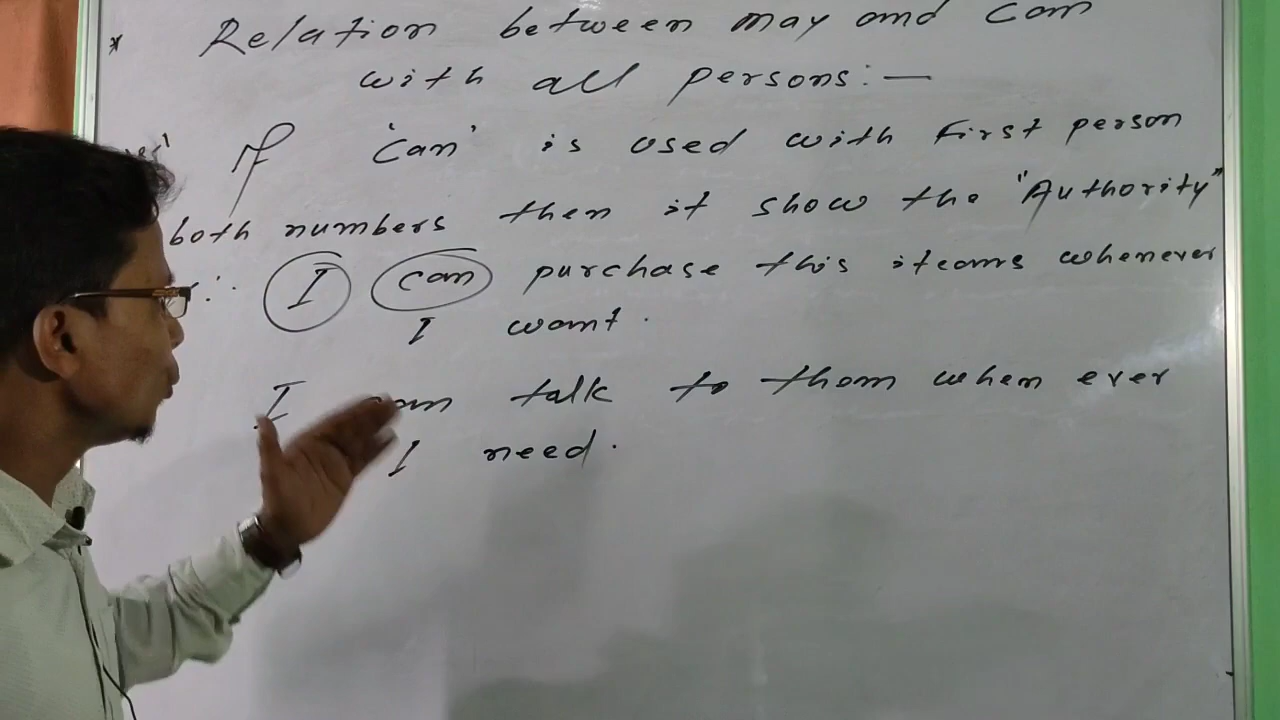 * Relation between may and can
with all persons :—
If 'can' is used with First person
both numbers then it show the "Authority"
I can purchase this iteams whenever
I want.
I can talk to them when ever
I need.